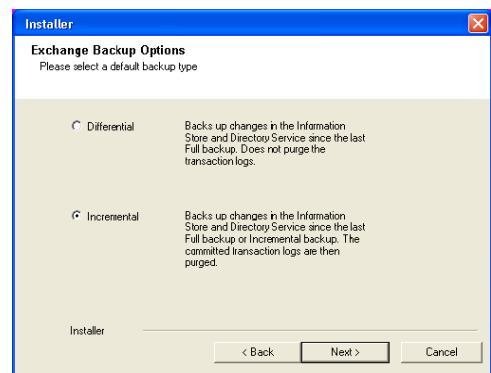 Installer
Exchange Backup Options
Please select a default backup type
Differential
Backs up changes in the Information
Store and Directory Service since the last
Full backup. Does not purge the
transaction logs.
Incremental
Backs up changes in the Information
Store and Directory Service since the last
Full backup or Incremental backup. The
committed transaction logs are then
purged.
Installer
< Back
Next >
Cancel